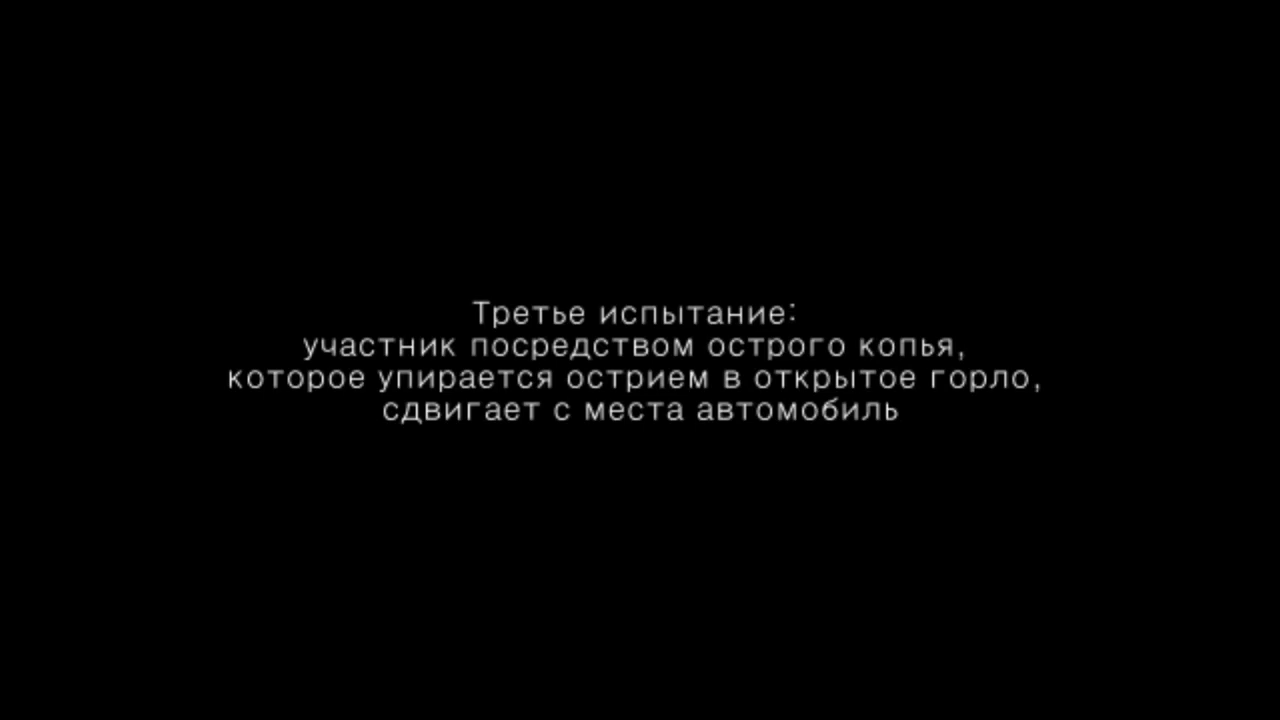 Третье испытание:
участник посредством острого копья,
которое упирается острием в открытое горло,
сдвигает с места автомобиль